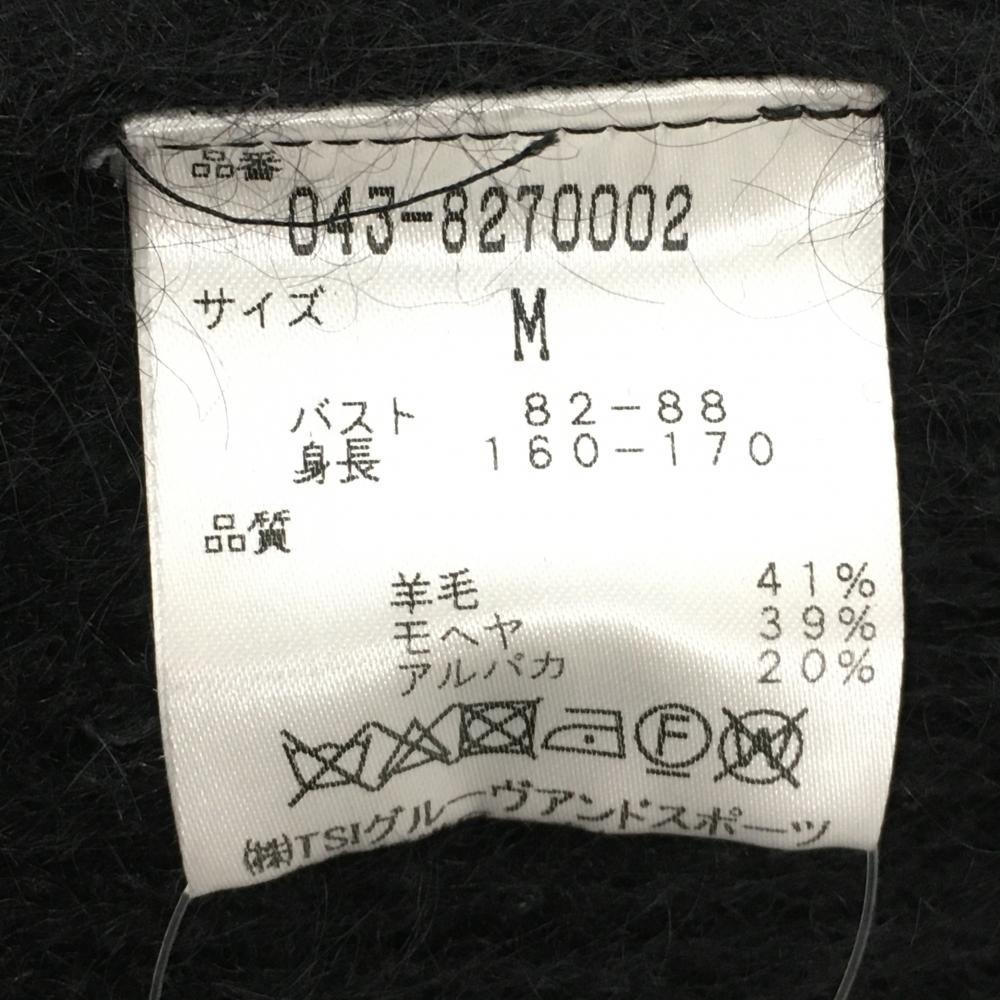 品番
043-8270002
サイズ M
バスト 82-88
身長 160-170
品質
羊毛 41%
モヘヤ 39%
アルパカ 20%
F W
㈱TSIグルーヴアンドスポーツ